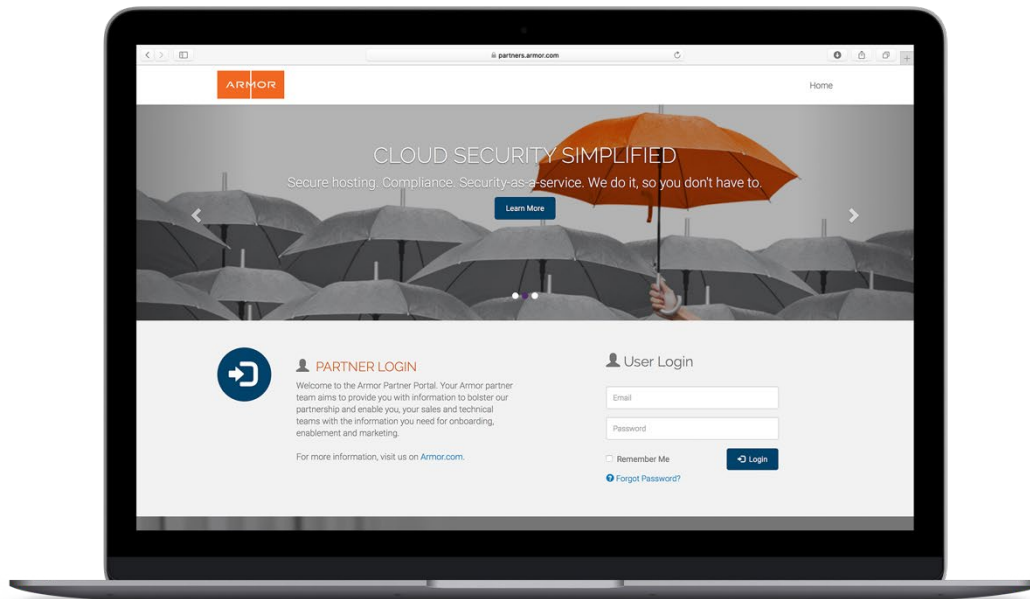 partners.armor.com
ARMOR
Home
CLOUD SECURITY SIMPLIFIED
Secure hosting. Compliance. Security-as-a-service. We do it, so you don't have to.
Learn More
PARTNER LOGIN
Welcome to the Armor Partner Portal. Your Armor partner
team aims to provide you with information to bolster our
partnership and enable you, your sales and technical
teams with the information you need for onboarding,
enablement and marketing.
For more information, visit us on Armor.com.
User Login
Email
Password
Remember Me
Login
Forgot Password?